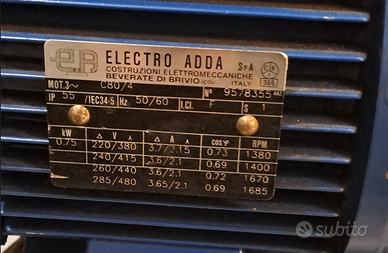 ELECTRO ADDA SpA
COSTRUZIONI ELETTROMECCANICHE
BEVERATE DI BRIVIO (CO) ITALY 355
MOT.3~ C80/4 N° 9578355
IP 55 /IEC34-5 Hz 50/60 I.Cl. F S 1
kW Δ V Y Δ A Y COSφ RPM
0.75 220/380 3.7/2.15 0.73 1380
240/415 3.6/2.1 0.69 1400
260/440 3.6/2.1 0.72 1670
285/480 3.65/2.1 0.69 1685
subito